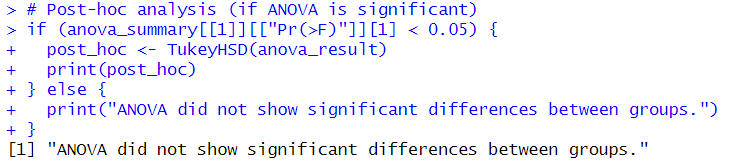 > # Post-hoc analysis (if ANOVA is significant)
> if (anova_summary[[1]][["Pr(>F)"]][1] < 0.05) {
+   post_hoc <- TukeyHSD(anova_result)
+   print(post_hoc)
+ } else {
+   print("ANOVA did not show significant differences between groups.")
+ }
[1] "ANOVA did not show significant differences between groups."